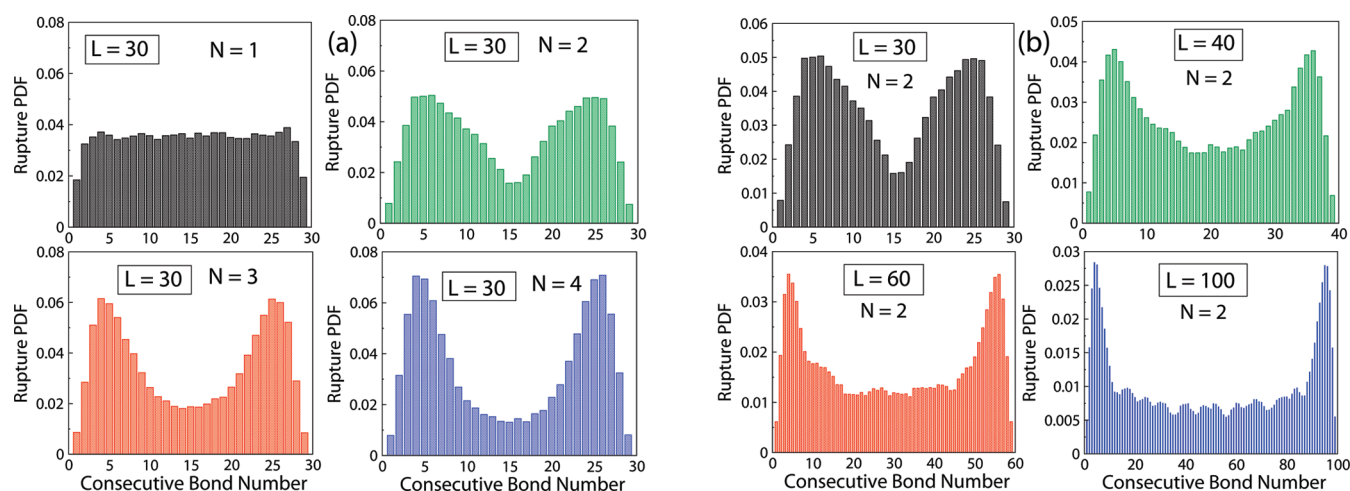 0.08
0.06
0.04
0.02
0
Rupture PDF
L = 30
N = 1
0 5 10 15 20 25 30
(a)
0.08
0.06
0.04
0.02
0
L = 30
N = 2
0 5 10 15 20 25 30
0.08
0.06
0.04
0.02
0
Rupture PDF
L = 30
N = 3
0 5 10 15 20 25 30
Consecutive Bond Number
0.08
0.06
0.04
0.02
0
Rupture PDF
L = 30
N = 4
0 5 10 15 20 25 30
Consecutive Bond Number
0.06
0.05
0.04
0.03
0.02
0.01
0
Rupture PDF
L = 30
N = 2
0 5 10 15 20 25 30
(b)
0.05
0.04
0.03
0.02
0.01
0
L = 40
N = 2
0 10 20 30 40
0.04
0.03
0.02
0.01
0
Rupture PDF
L = 60
N = 2
0 10 20 30 40 50 60
Consecutive Bond Number
0.03
0.025
0.02
0.015
0.01
0.005
0
Rupture PDF
L = 100
N = 2
0 20 40 60 80 100
Consecutive Bond Number